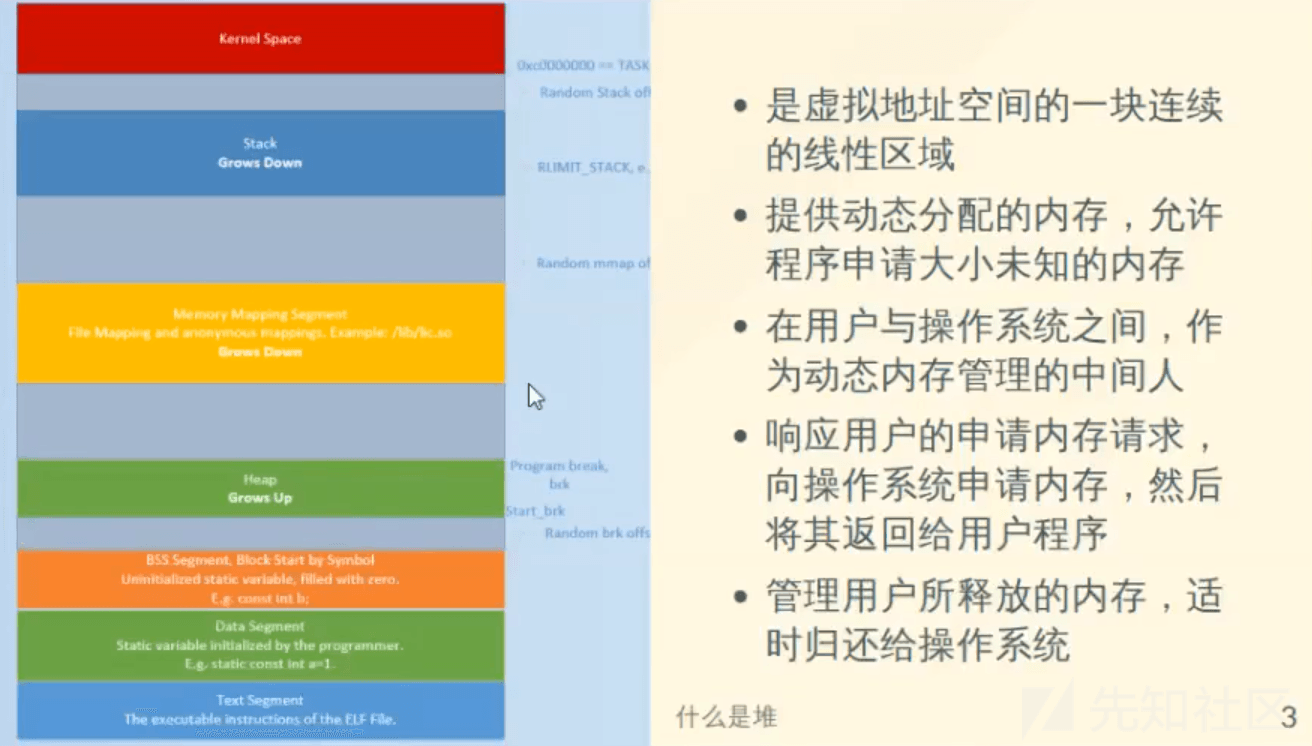 Kernel Space
0xc0000000 == TASK
Random Stack off
Stack
Grows Down
RLIMIT_STACK, e.
Random mmap of
Memory Mapping Segment
File Mapping and anonymous mappings. Example: /lib/lic.so
Grows Down
Heap
Grows Up
Program break,
brk
Start_brk
Random brk offs
BSS Segment, Block Start by Symbol
Uninitialized static variable, filled with zero.
E.g. const int b;
Data Segment
Static variable initialized by the programmer.
E.g. static const int a=1.
Text Segment
The executable instructions of the ELF File.
• 是虚拟地址空间的一块连续
的线性区域
• 提供动态分配的内存，允许
程序申请大小未知的内存
• 在用户与操作系统之间，作
为动态内存管理的中间人
• 响应用户的申请内存请求，
向操作系统申请内存，然后
将其返回给用户程序
• 管理用户所释放的内存，适
时归还给操作系统
什么是堆
先知社区
3